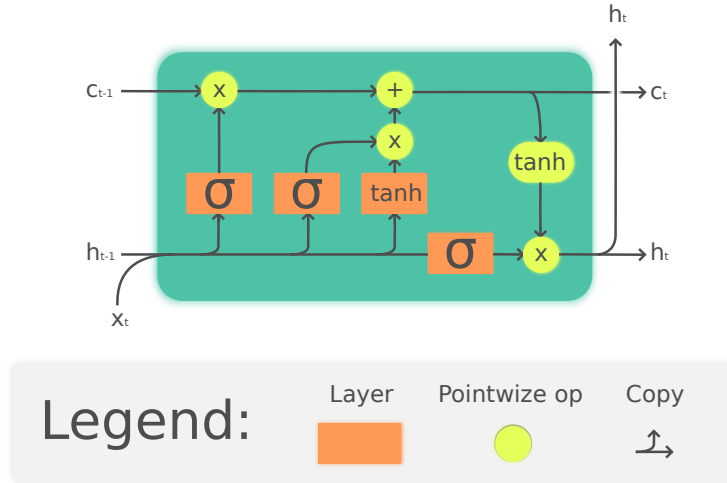 hₜ
x
+
cₜ₋₁
cₜ
x
tanh
σ
σ
tanh
σ
x
hₜ₋₁
hₜ
xₜ
Legend:
Layer
Pointwize op
Copy